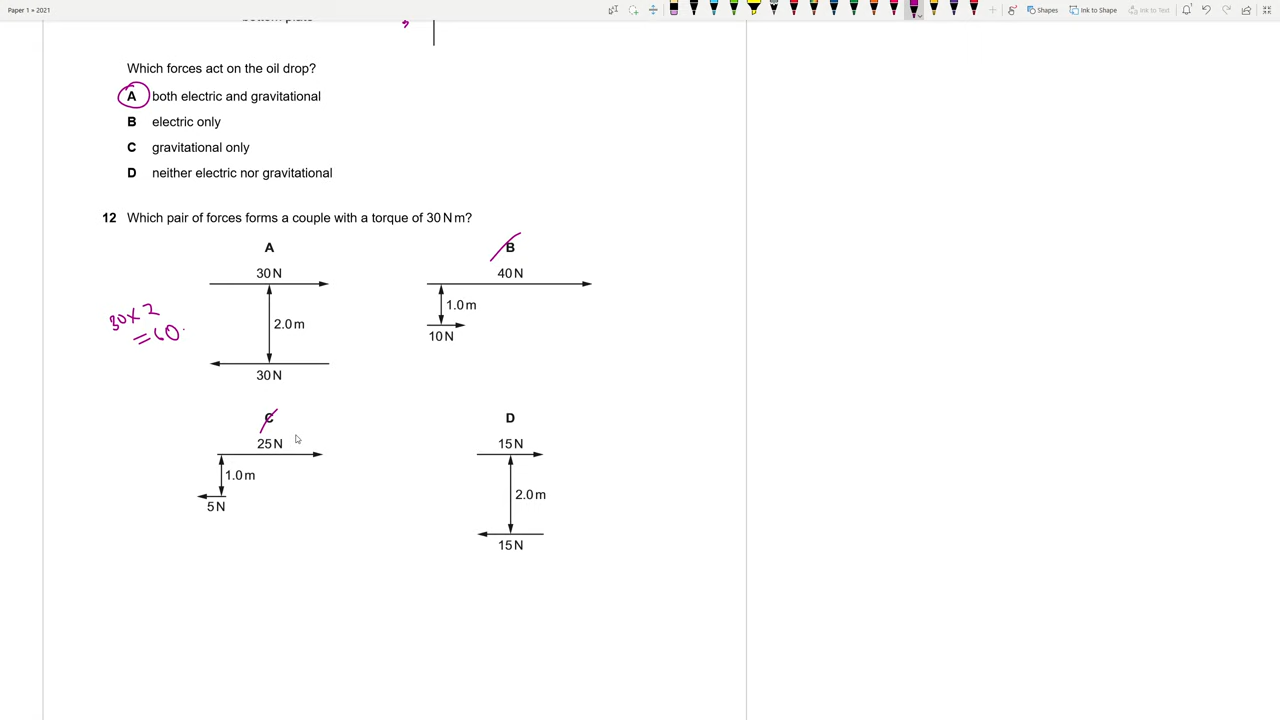 Paper 1 • 2021
Shapes
Ink to Shape
Ink to Text
Which forces act on the oil drop?
A both electric and gravitational
B electric only
C gravitational only
D neither electric nor gravitational
12 Which pair of forces forms a couple with a torque of 30 N m?
A
30 N
2.0 m
30 N
30 x 2
= 60.
B
40 N
1.0 m
10 N
C
25 N
1.0 m
5 N
D
15 N
2.0 m
15 N